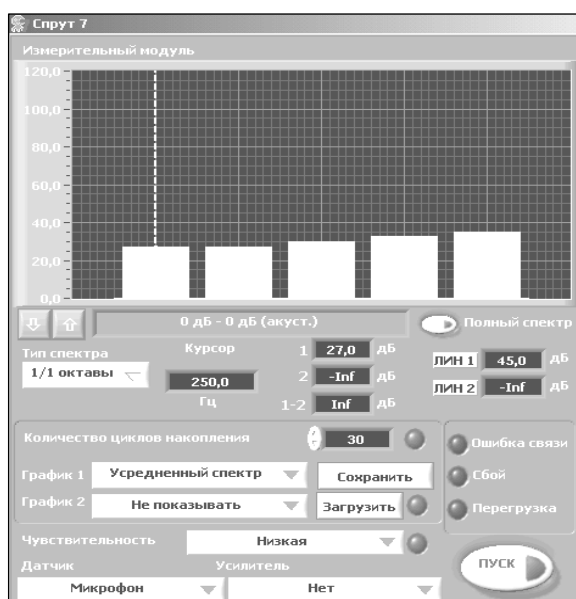 Спрут 7
Измерительный модуль
120,0
100,0
80,0
60,0
40,0
20,0
0,0
0 дБ - 0 дБ (акуст.)
Полный спектр
Тип спектра
1/1 октавы
Курсор
250,0
Гц
1 27,0 дБ
2 -Inf дБ
1-2 Inf дБ
ЛИН 1 45,0 дБ
ЛИН 2 -Inf дБ
Количество циклов накопления 30
График 1 Усредненный спектр Сохранить
График 2 Не показывать Загрузить
Ошибка связи
Сбой
Перегрузка
Чувствительность Низкая
Датчик Усилитель
Микрофон Нет
ПУСК